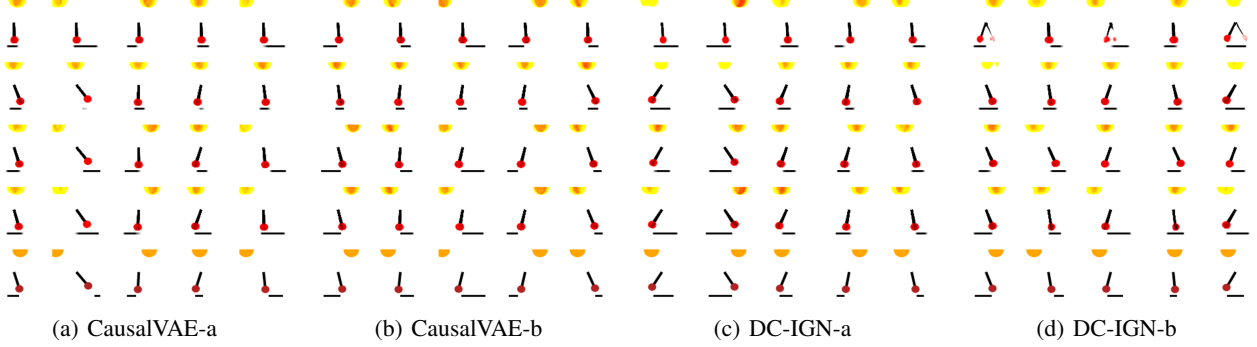 (a) CausalVAE-a
(b) CausalVAE-b
(c) DC-IGN-a
(d) DC-IGN-b